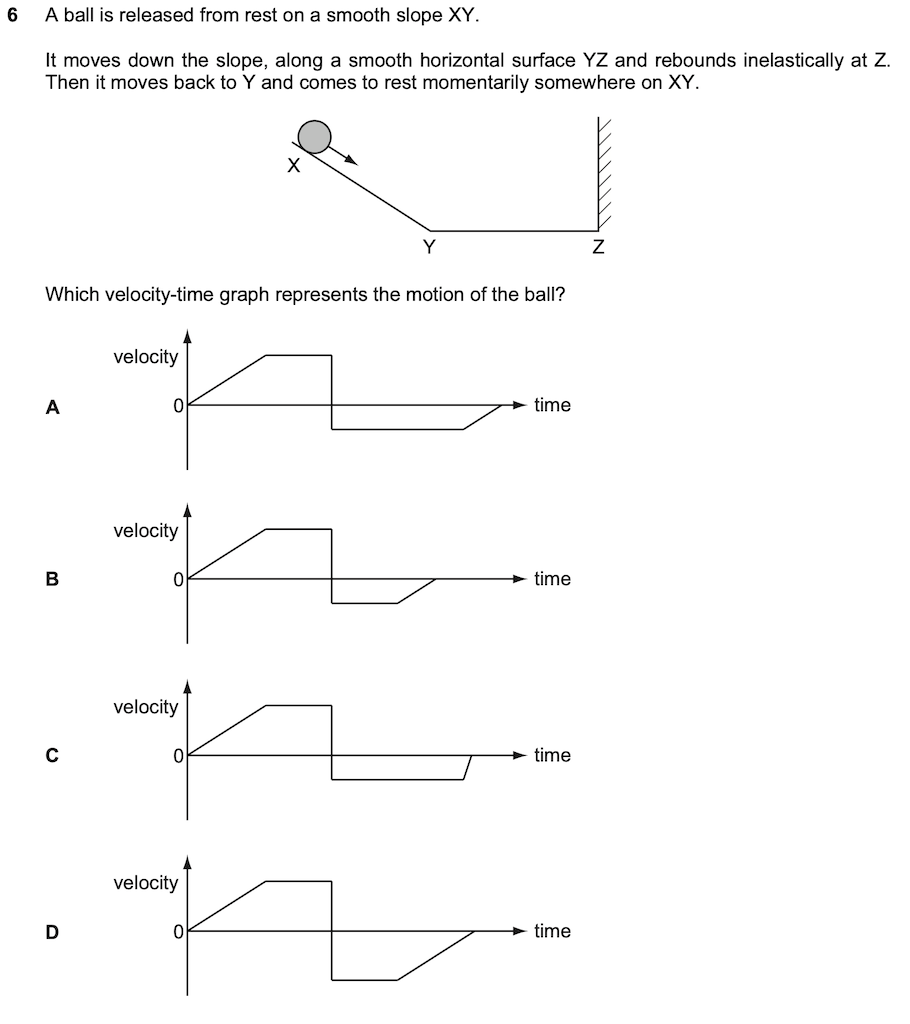 6 A ball is released from rest on a smooth slope XY.
It moves down the slope, along a smooth horizontal surface YZ and rebounds inelastically at Z.
Then it moves back to Y and comes to rest momentarily somewhere on XY.
X
Y
Z
Which velocity-time graph represents the motion of the ball?
velocity
A 0 time
velocity
B 0 time
velocity
C 0 time
velocity
D 0 time